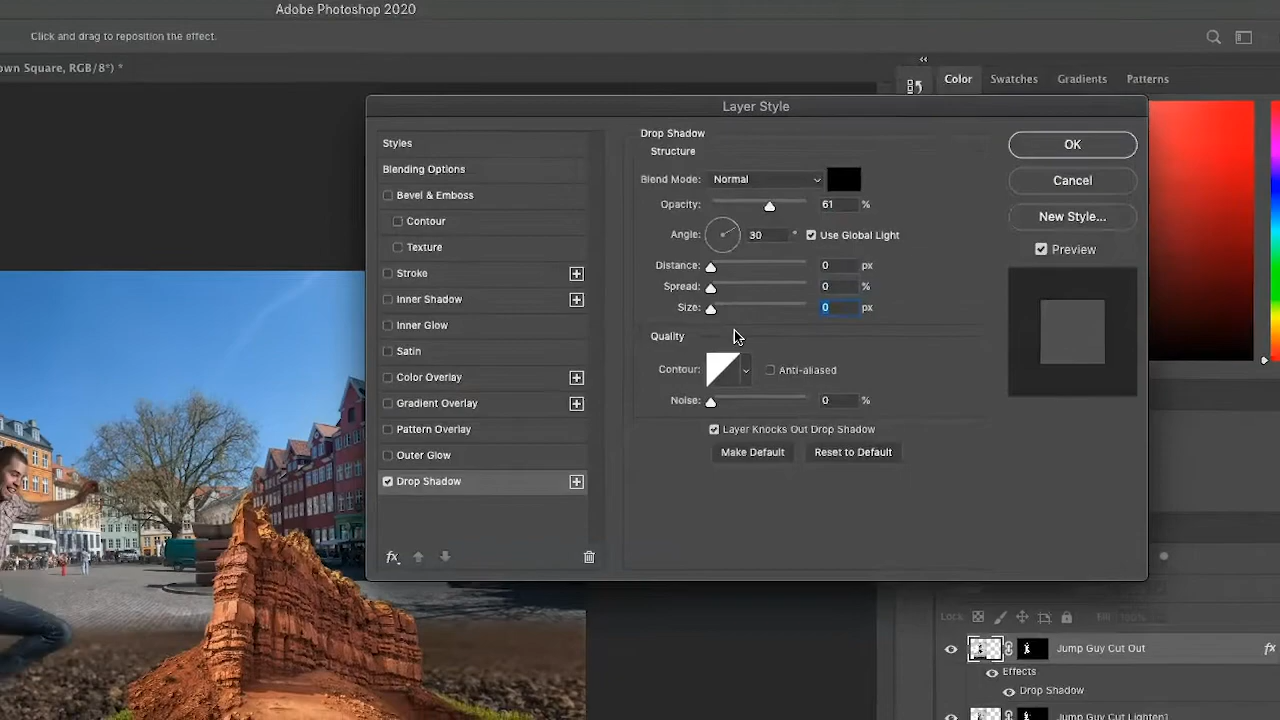 Adobe Photoshop 2020
Click and drag to reposition the effect.
own Square, RGB/8*) *
Color
Swatches
Gradients
Patterns
Layer Style
Styles
Blending Options
Bevel & Emboss
Contour
Texture
Stroke
Inner Shadow
Inner Glow
Satin
Color Overlay
Gradient Overlay
Pattern Overlay
Outer Glow
Drop Shadow
fx
Drop Shadow
Structure
Blend Mode: Normal
Opacity: 61 %
Angle: 30 ° Use Global Light
Distance: 0 px
Spread: 0 %
Size: 0 px
Quality
Contour: Anti-aliased
Noise: 0 %
Layer Knocks Out Drop Shadow
Make Default Reset to Default
OK
Cancel
New Style...
Preview
Lock: Fill: 100%
Jump Guy Cut Out fx
Effects
Drop Shadow
Jump Guy Cut Lighten1